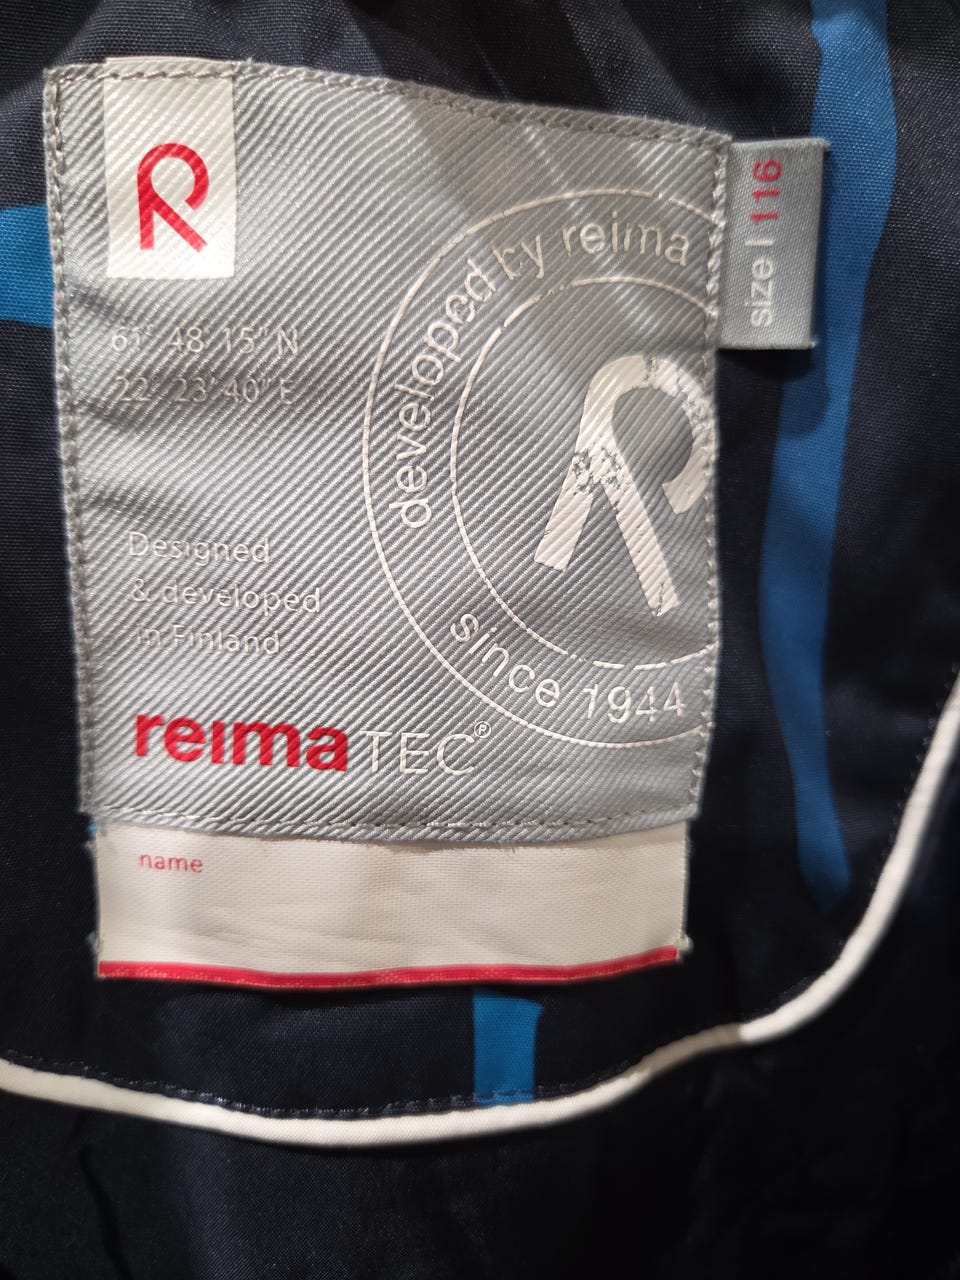 R
developed by reima
size | 116
61° 48' 15" N
22° 23' 40" E
R
Designed
& developed
in Finland
since 1944
reimaTEC®
name